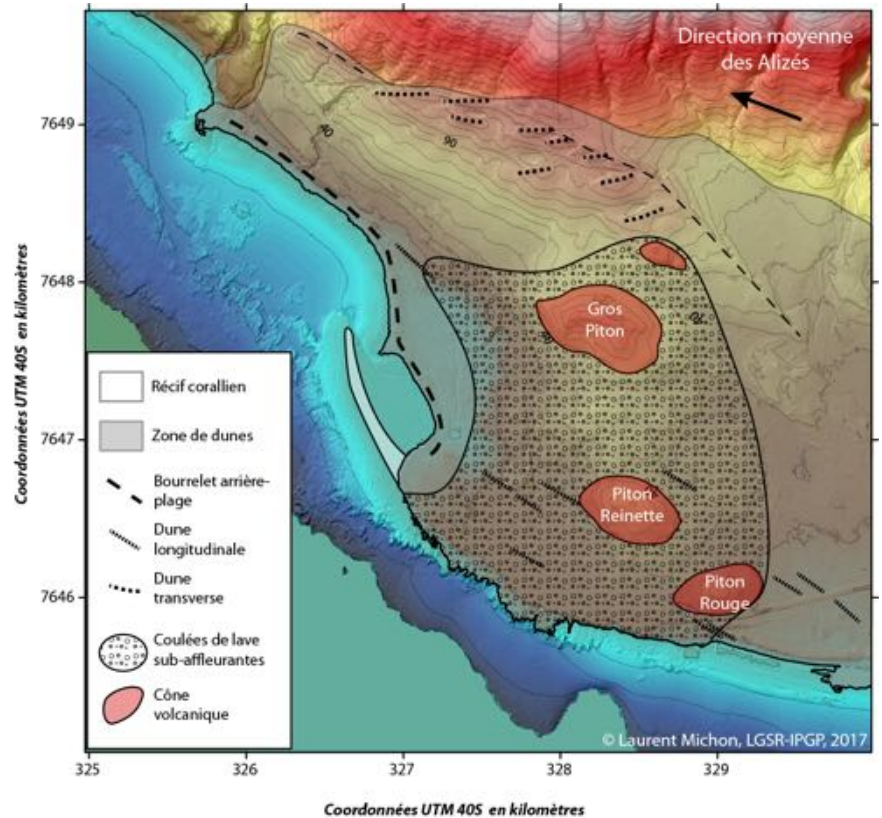 Direction moyenne
des Alizés
7649
7648
7647
7646
40
90
Gros
Piton
Piton
Reinette
Piton
Rouge
Récif corallien
Zone de dunes
Bourrelet arrière-
plage
Dune
longitudinale
Dune
transverse
Coulées de lave
sub-affleurantes
Cône
volcanique
© Laurent Michon, LGSR-IPGP, 2017
325
326
327
328
329
Coordonnées UTM 40S en kilomètres
Coordonnées UTM 40S en kilomètres